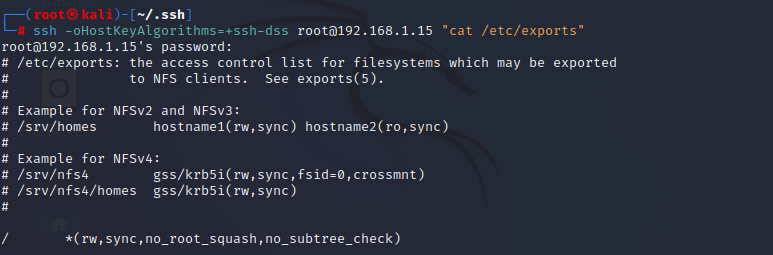 ┌──(root㉿kali)-[~/.ssh]
└─# ssh -oHostKeyAlgorithms=+ssh-dss root@192.168.1.15 "cat /etc/exports"
root@192.168.1.15's password:
# /etc/exports: the access control list for filesystems which may be exported
#               to NFS clients.  See exports(5).
#
# Example for NFSv2 and NFSv3:
# /srv/homes       hostname1(rw,sync) hostname2(ro,sync)
#
# Example for NFSv4:
# /srv/nfs4        gss/krb5i(rw,sync,fsid=0,crossmnt)
# /srv/nfs4/homes  gss/krb5i(rw,sync)
#
/       *(rw,sync,no_root_squash,no_subtree_check)